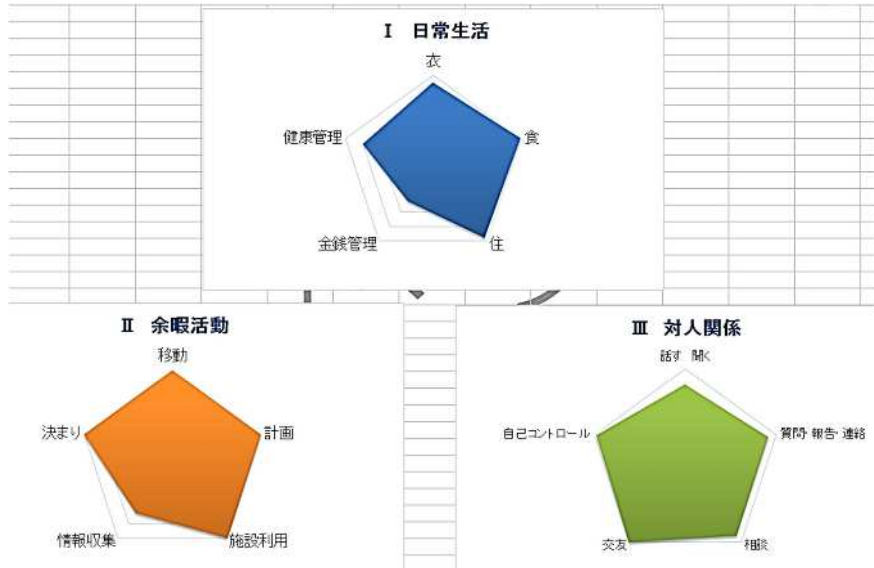 Ⅰ 日常生活
衣
健康管理
食
金銭管理
住
Ⅱ 余暇活動
移動
決まり
計画
情報収集
施設利用
Ⅲ 対人関係
話す 聞く
自己コントロール
質問・報告・連絡
交友
相談